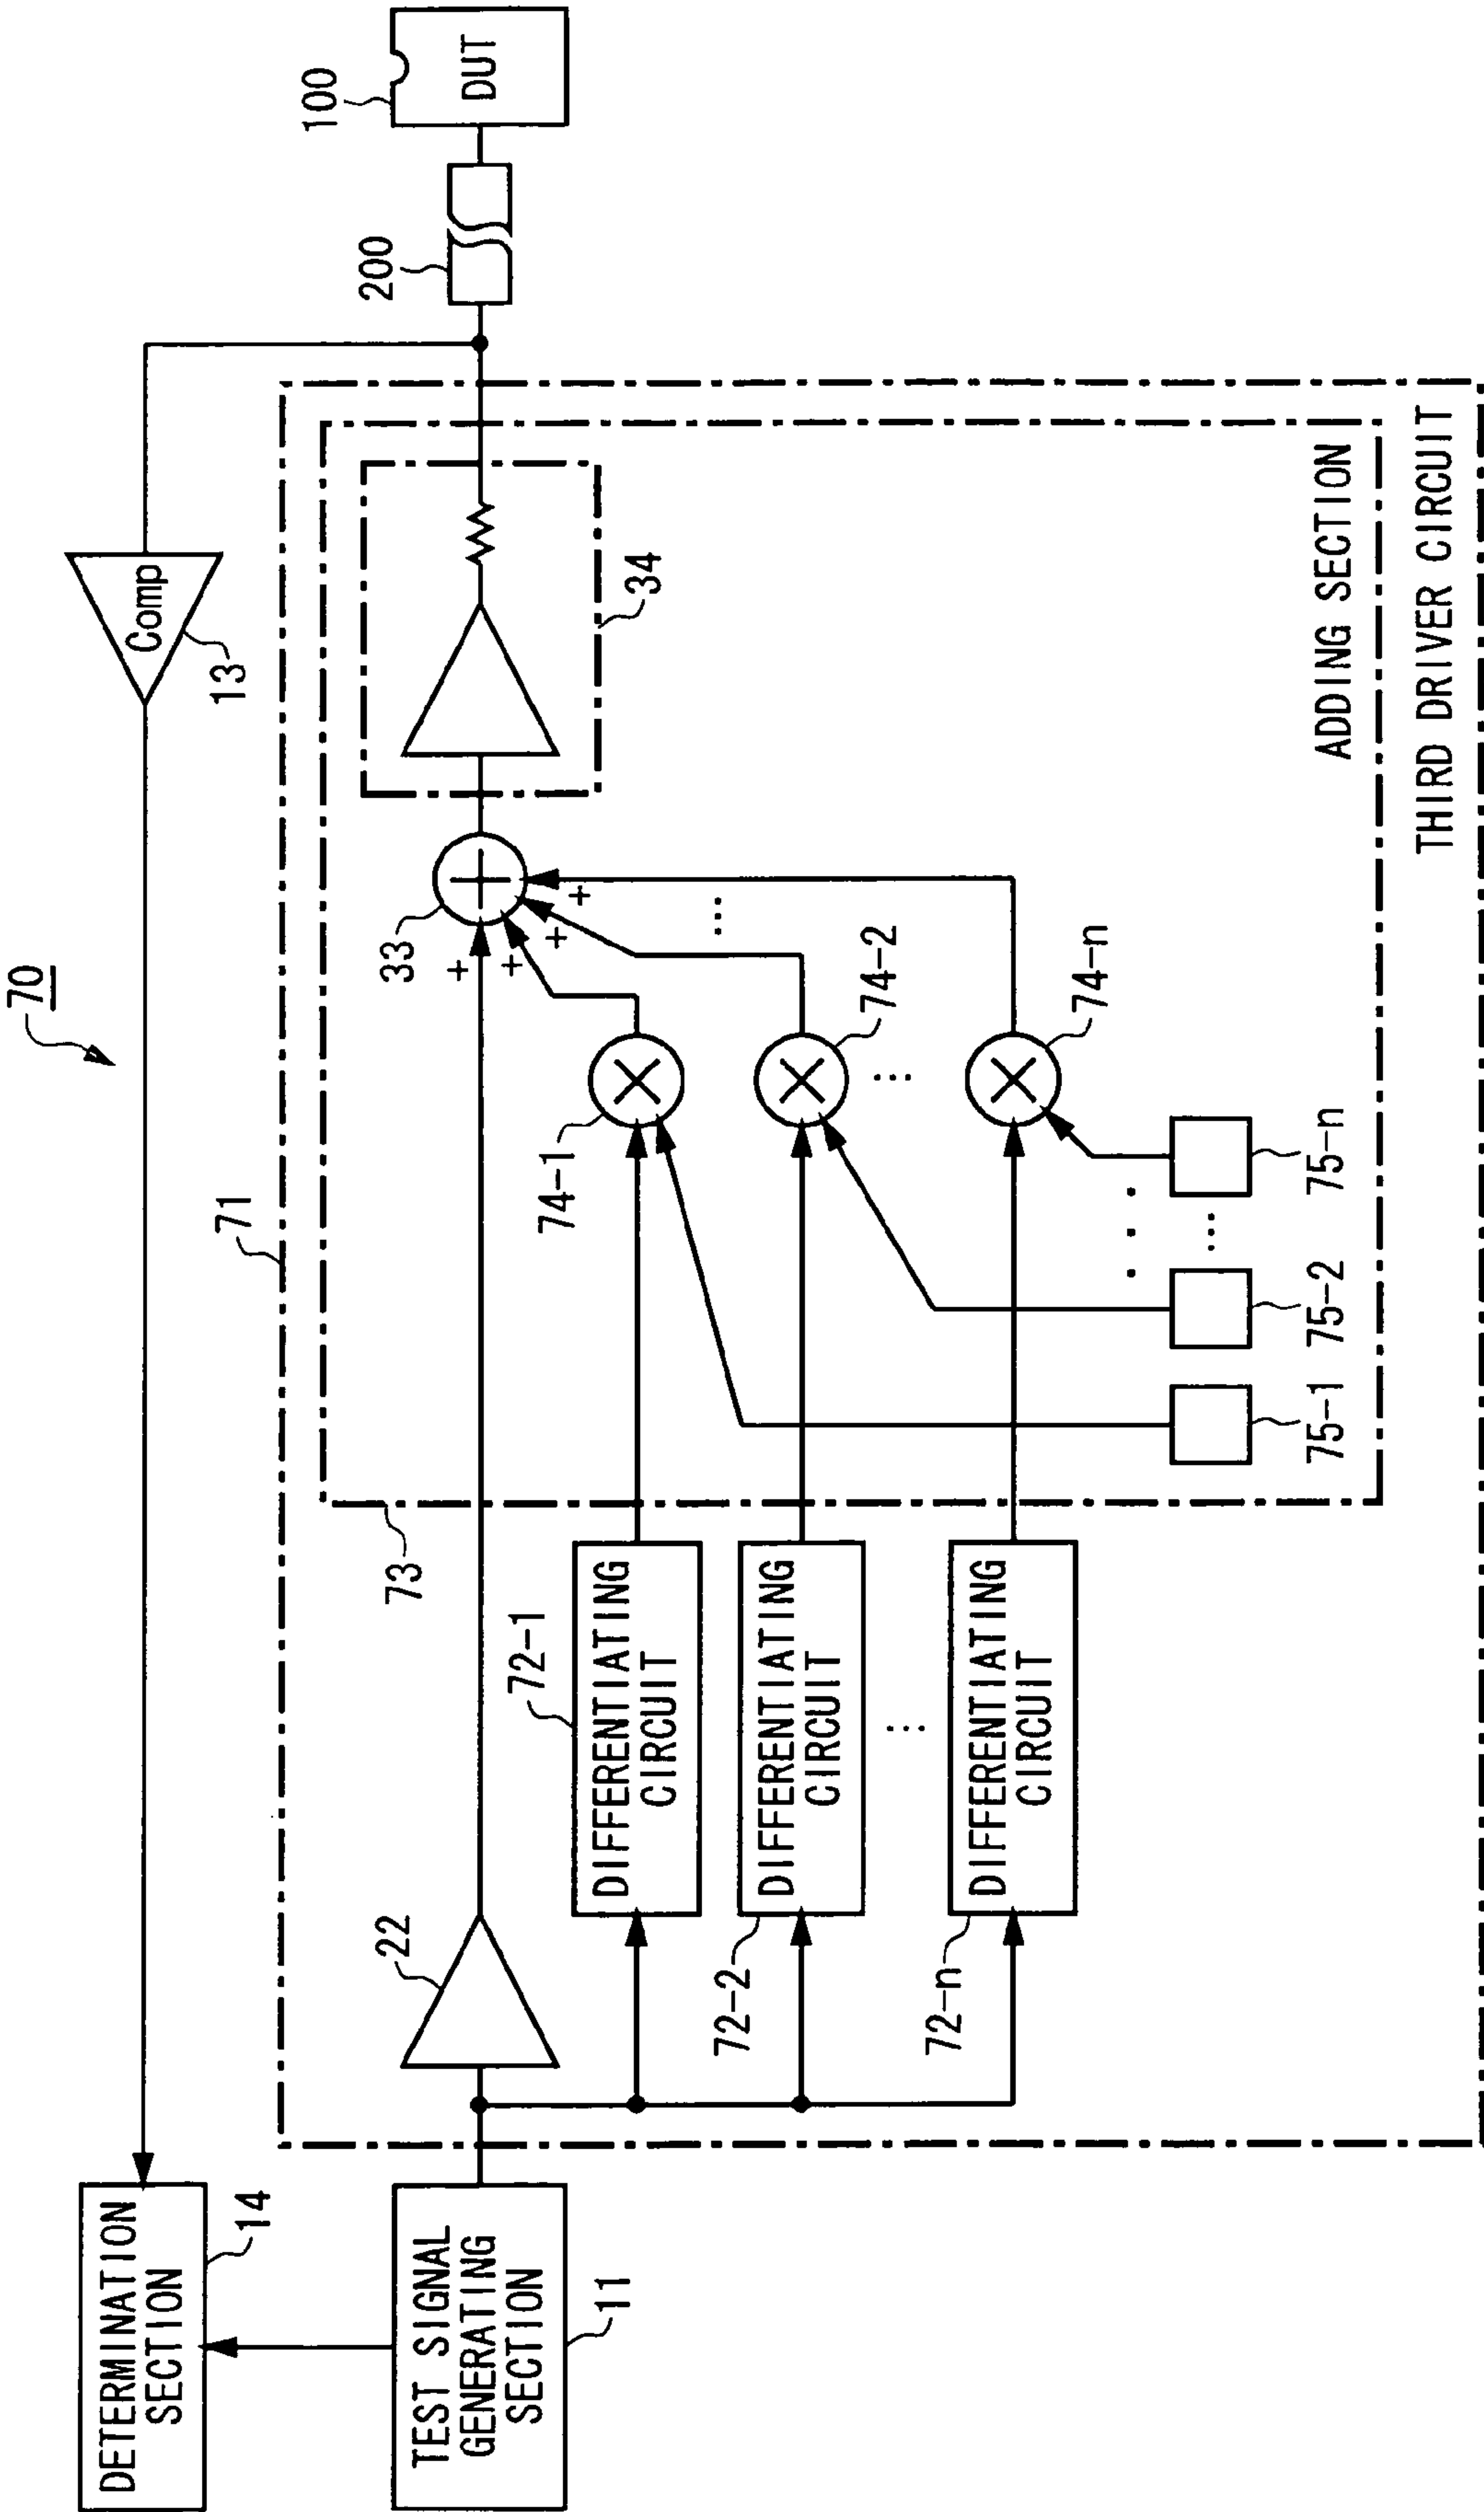 70
DETERMINATION
SECTION
14
13
Comp
TEST SIGNAL
GENERATING
SECTION
11
71
22
73
33
34
200
100
DUT
72-1
DIFFERENTIATING
CIRCUIT
74-1
72-2
DIFFERENTIATING
CIRCUIT
74-2
72-n
DIFFERENTIATING
CIRCUIT
74-n
+
+
+
+
75-1
75-2
75-n
ADDING SECTION
THIRD DRIVER CIRCUIT